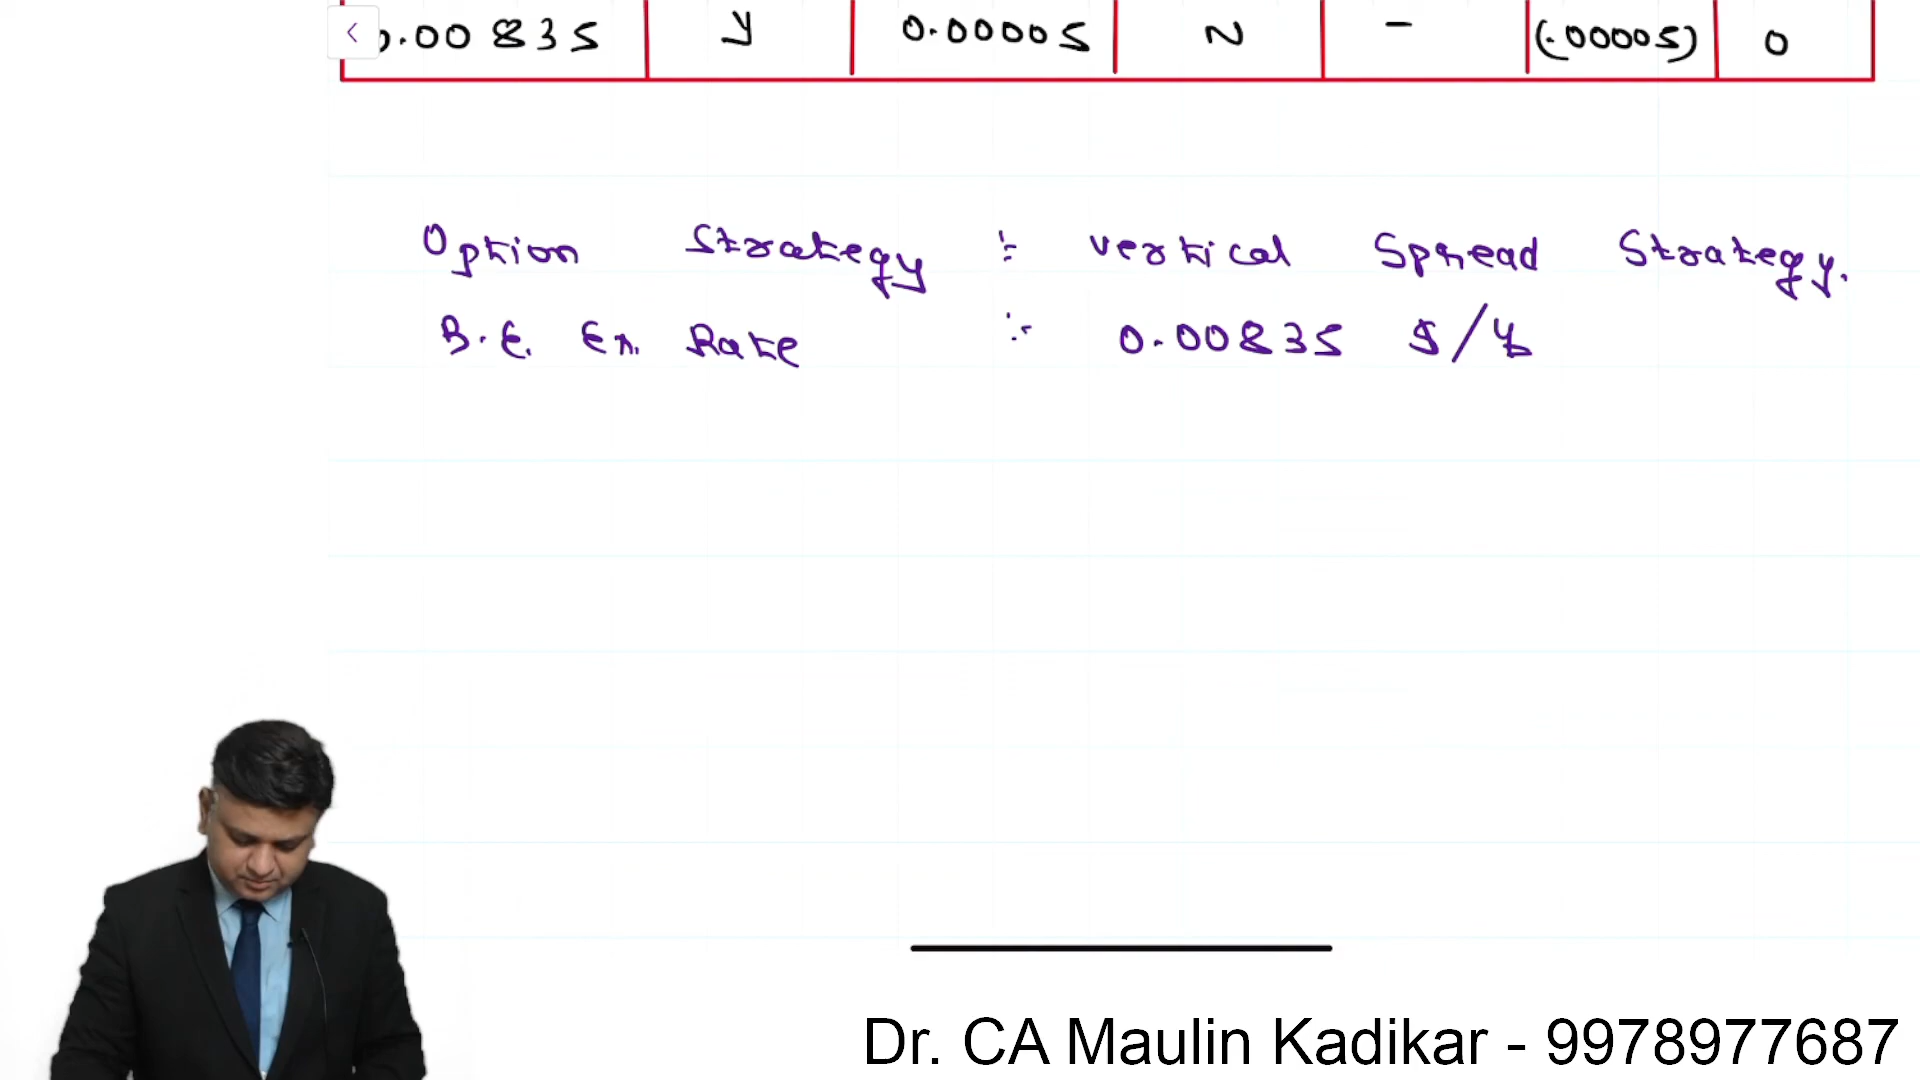 0.00835 y 0.00005 N - (.00005) 0
Option Strategy :- vertical Spread Strategy.
B.E. Ex. Rate :- 0.00835 $/¥
Dr. CA Maulin Kadikar - 9978977687